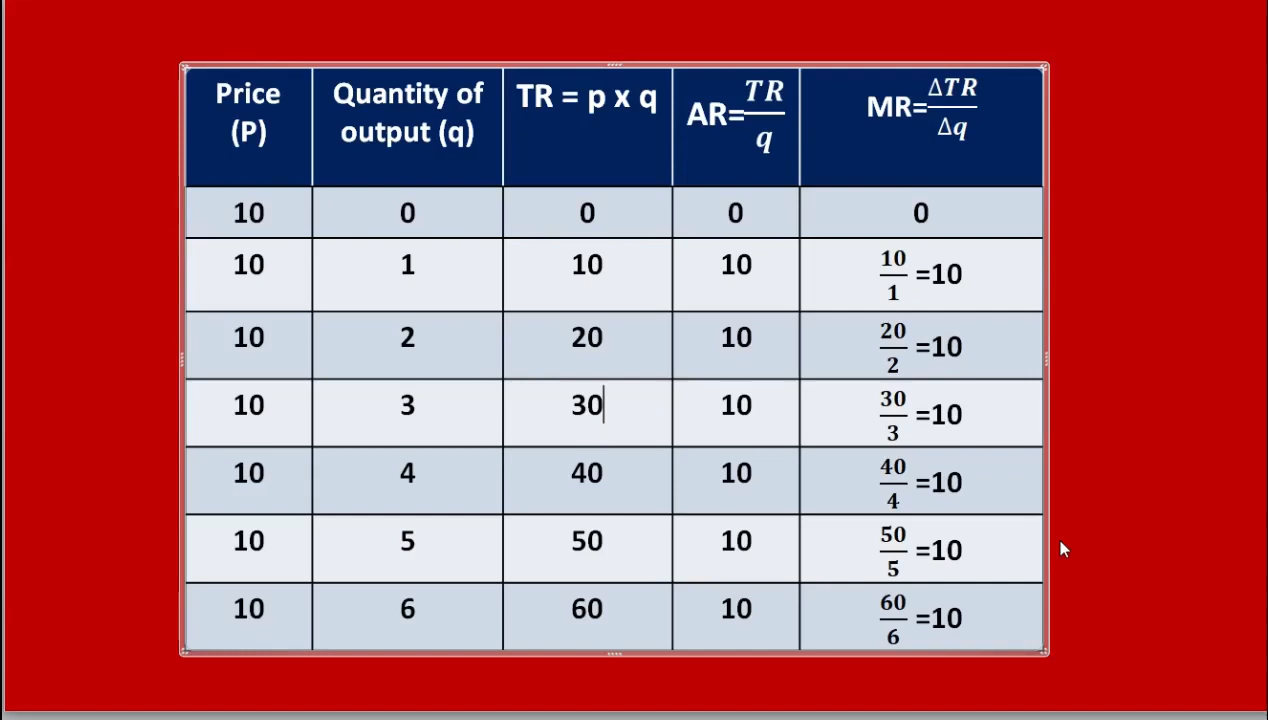 Price (P) | Quantity of output (q) | TR = p x q | AR=TR/q | MR=ΔTR/Δq
10 | 0 | 0 | 0 | 0
10 | 1 | 10 | 10 | 10/1 =10
10 | 2 | 20 | 10 | 20/2 =10
10 | 3 | 30 | 10 | 30/3 =10
10 | 4 | 40 | 10 | 40/4 =10
10 | 5 | 50 | 10 | 50/5 =10
10 | 6 | 60 | 10 | 60/6 =10